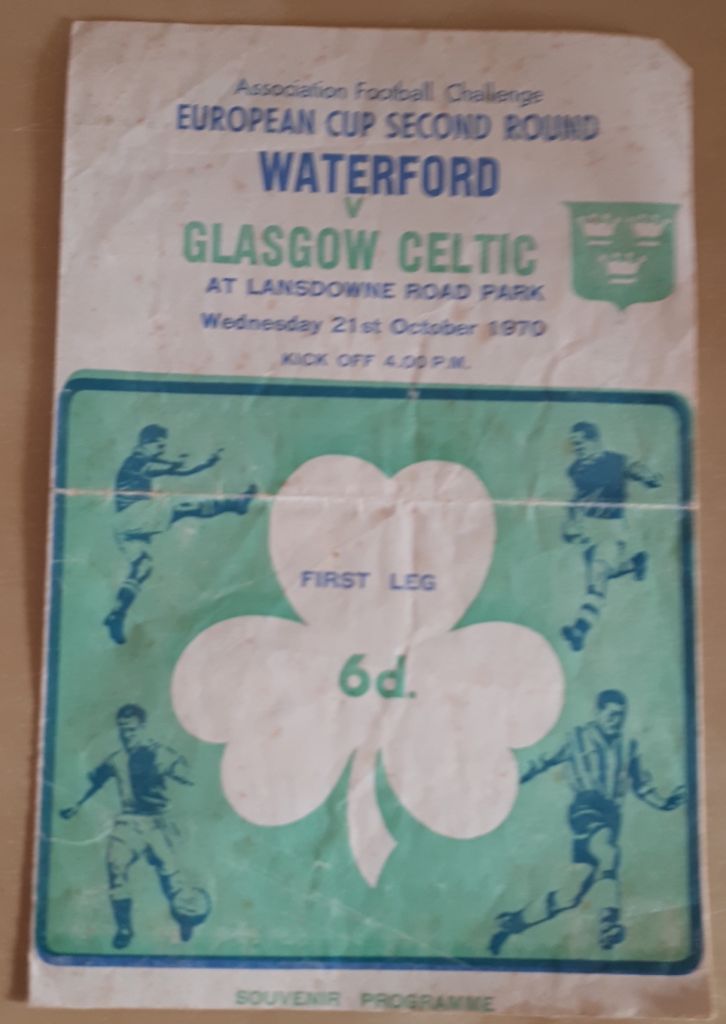 Association Football Challenge
EUROPEAN CUP SECOND ROUND
WATERFORD
V
GLASGOW CELTIC
AT LANSDOWNE ROAD PARK
Wednesday 21st October 1970
KICK OFF 4.00 P.M.
FIRST LEG
6d.
SOUVENIR PROGRAMME